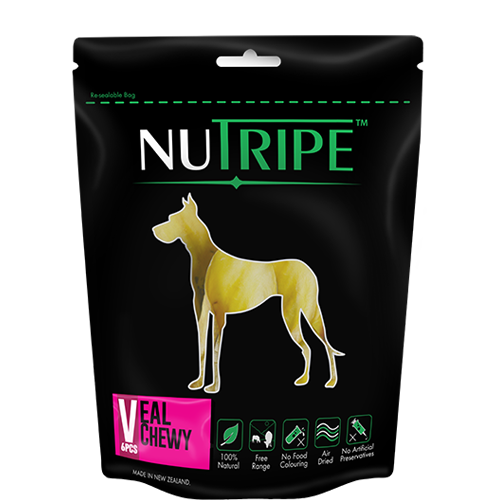 Re-sealable Bag
NUTRIPE™
VEAL
CHEWY
6PCS
100%
Natural
Free
Range
No Food
Colouring
Air
Dried
No Artificial
Preservatives
MADE IN NEW ZEALAND.